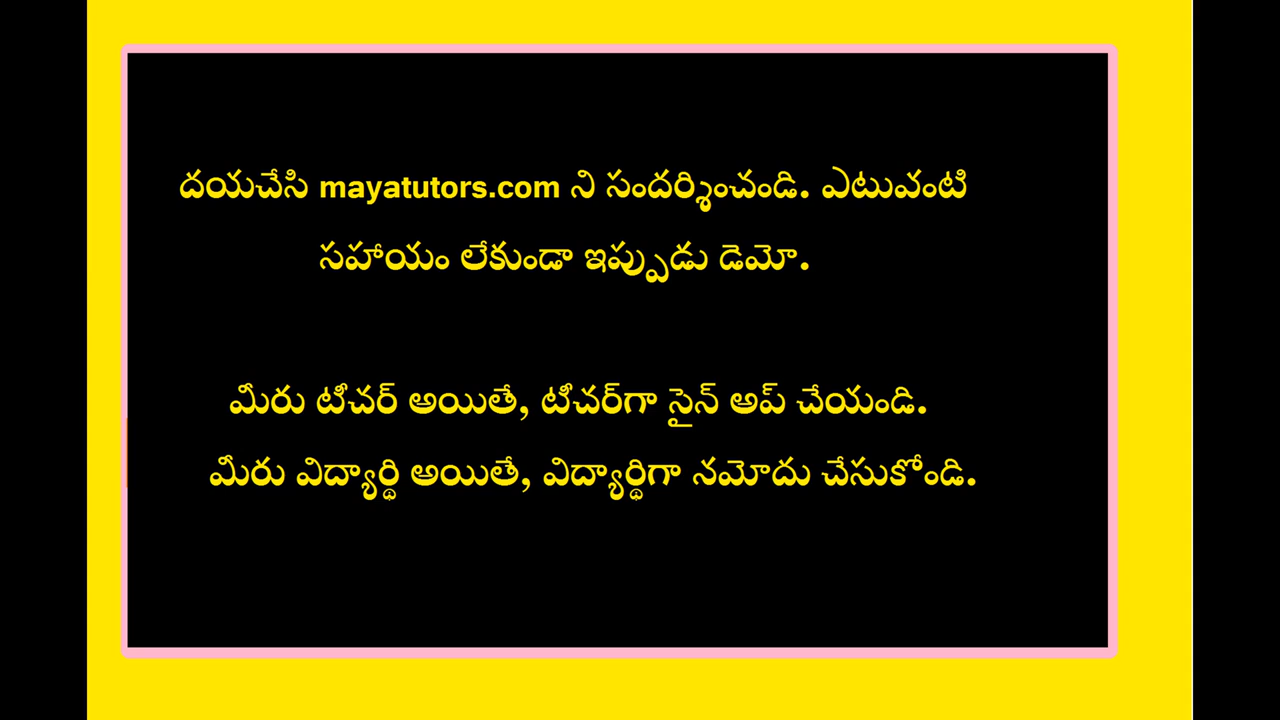 దయచేసి mayatutors.com ని సందర్శించండి. ఎటువంటి
సహాయం లేకుండా ఇప్పుడు డెమో.
మీరు టీచర్ అయితే, టీచర్‌గా సైన్ అప్ చేయండి.
మీరు విద్యార్థి అయితే, విద్యార్థిగా నమోదు చేసుకోండి.